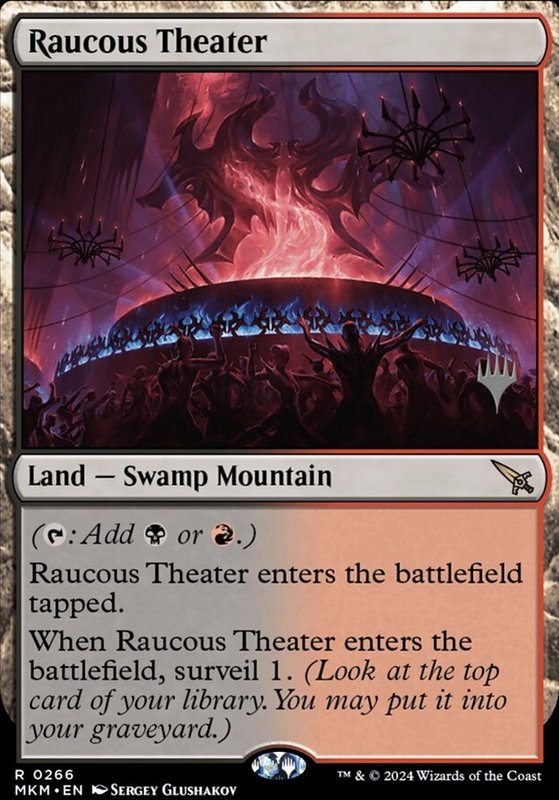 Raucous Theater
Land — Swamp Mountain
(: Add or .)
Raucous Theater enters the battlefield
tapped.
When Raucous Theater enters the
battlefield, surveil 1. (Look at the top
card of your library. You may put it into
your graveyard.)
R 0266
MKM • EN Sergey Glushakov
™ & © 2024 Wizards of the Coast